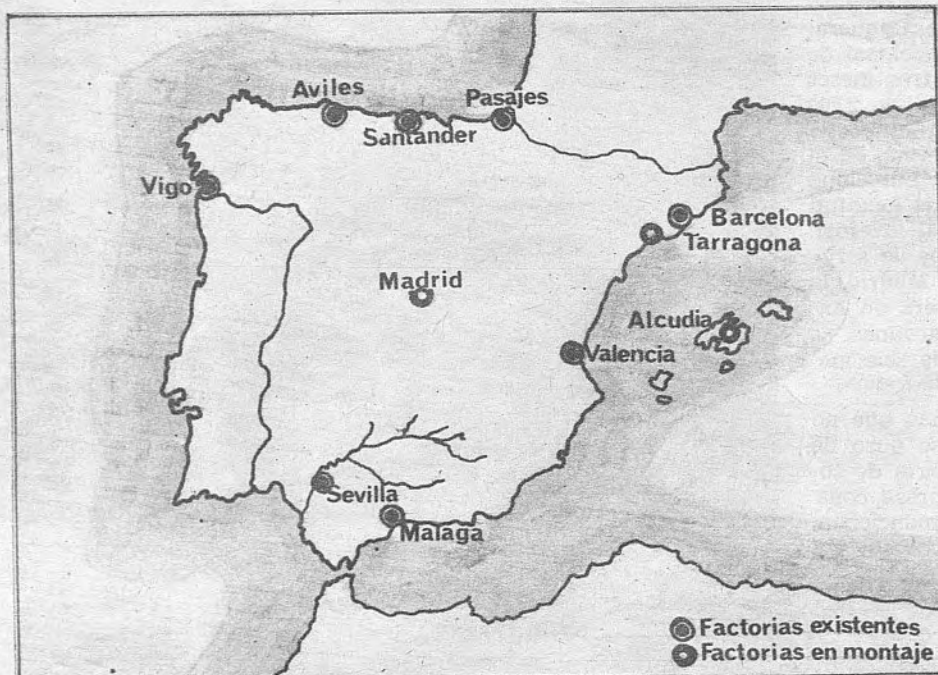 Aviles
Santander
Pasajes
Vigo
Barcelona
Tarragona
Madrid
Alcudia
Valencia
Sevilla
Malaga
Factorias existentes
Factorias en montaje